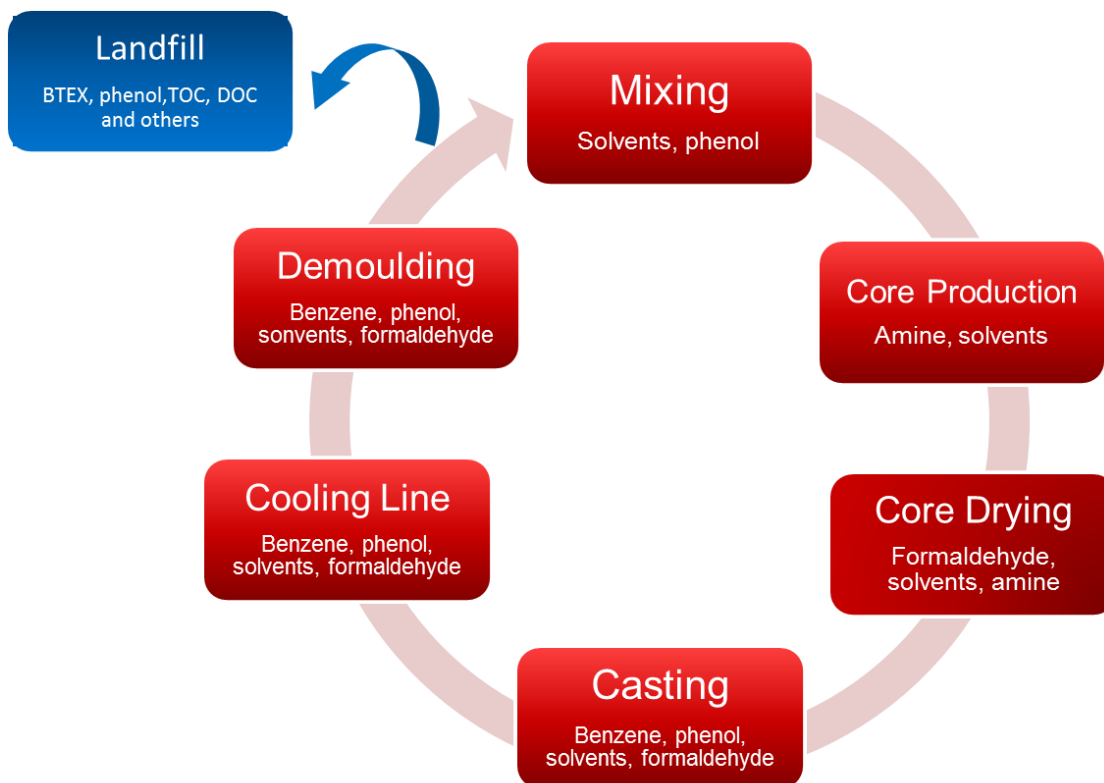 Landfill
BTEX, phenol,TOC, DOC
and others
Mixing
Solvents, phenol
Core Production
Amine, solvents
Core Drying
Formaldehyde,
solvents, amine
Casting
Benzene, phenol,
solvents, formaldehyde
Cooling Line
Benzene, phenol,
solvents, formaldehyde
Demoulding
Benzene, phenol,
sonvents, formaldehyde